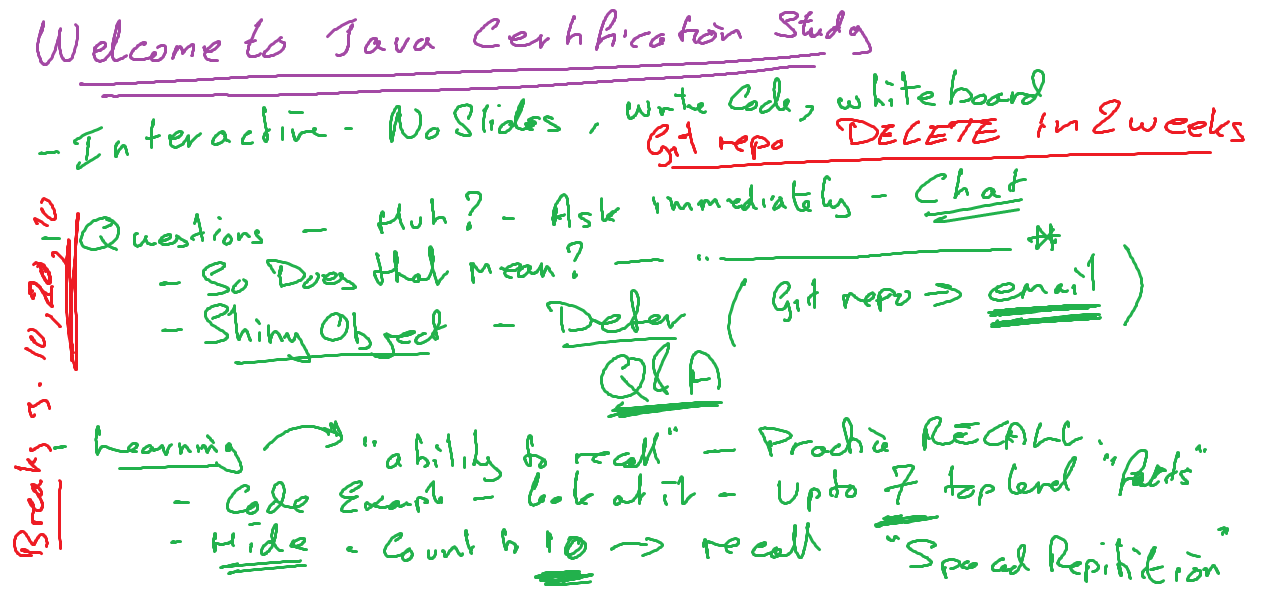 Welcome to Java Certification Study
- Interactive - No Slides, write Code, whiteboard
Git repo DELETE in 2 weeks
- Questions - Huh? - Ask immediately - Chat
- So Does that mean? - " *
- Shiny Object - Defer (Git repo => email)
Q&A
- Learning → "ability to recall" - Practice RECALL.
- Code Example - look at it - Up to 7 top level "facts"
- Hide - Count to 10 → recall "Spaced Repitition"
Breaks 3. 10, 20, 10